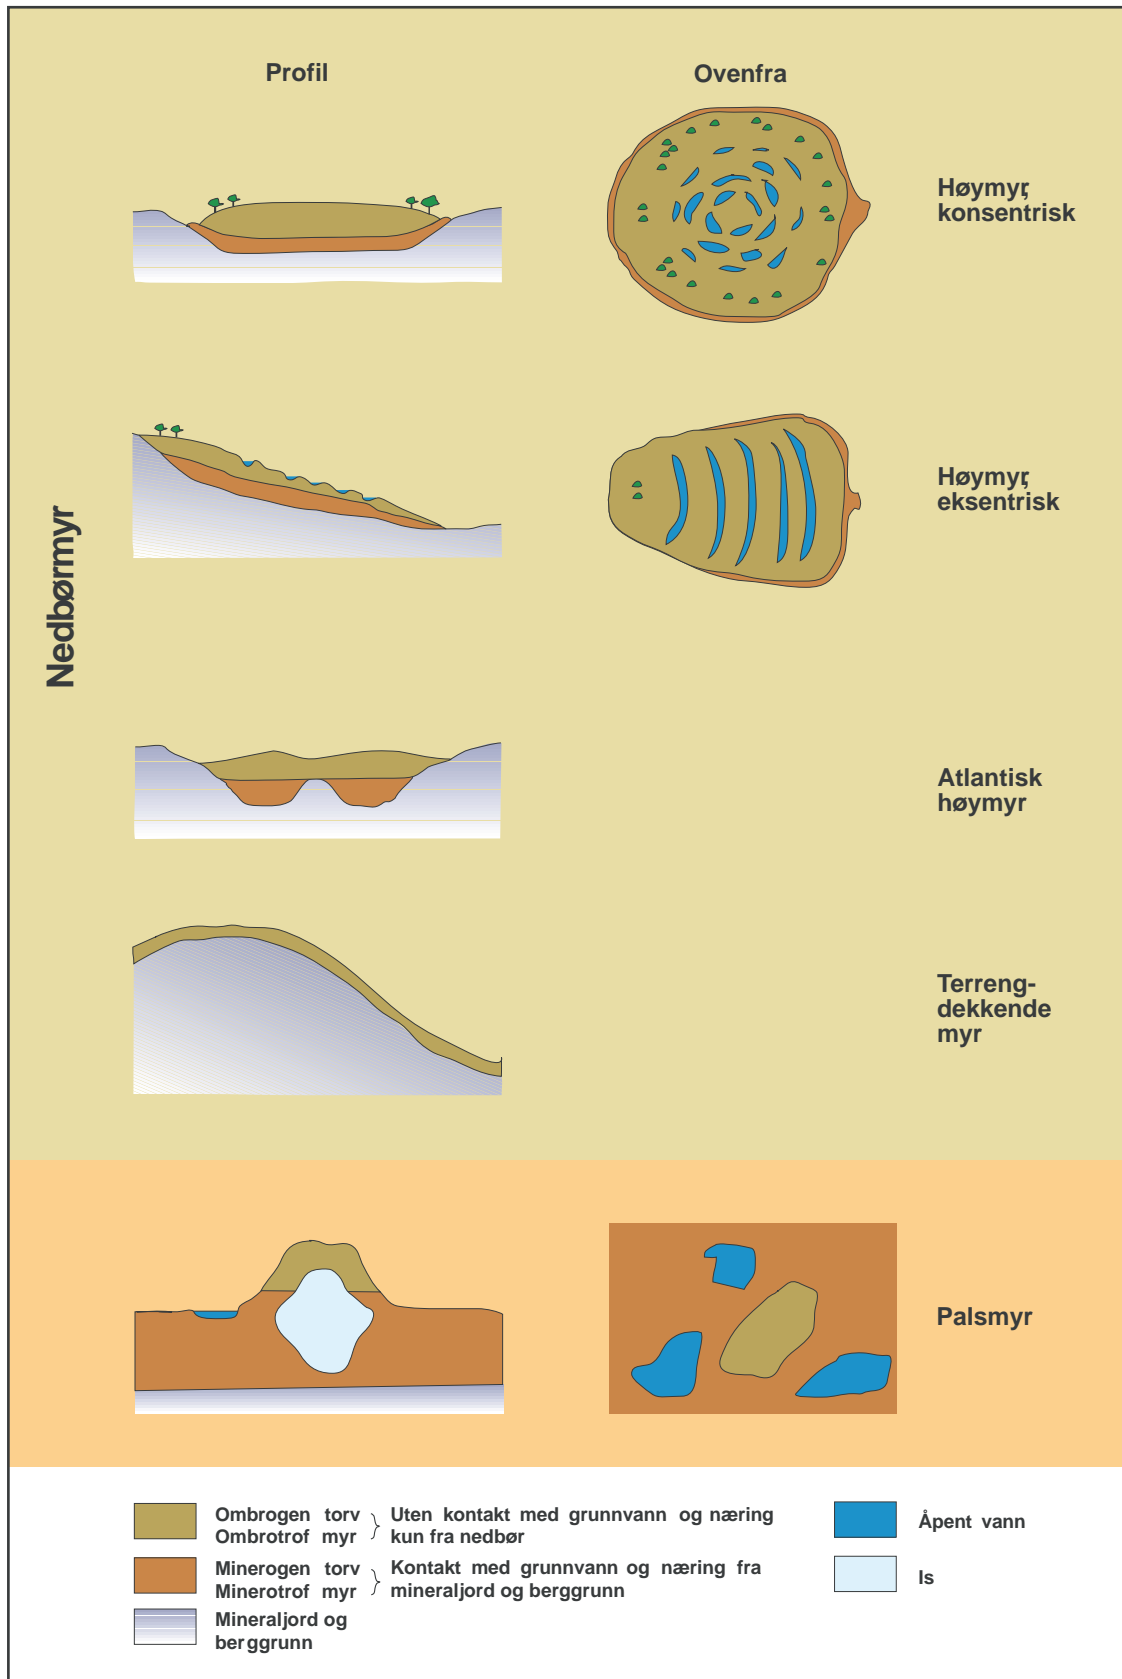 Profil
Ovenfra
Høymyr,
konsentrisk
Høymyr,
eksentrisk
Nedbørmyr
Atlantisk
høymyr
Terreng-
dekkende
myr
Palsmyr
Ombrogen torv
Ombrotrof myr
Uten kontakt med grunnvann og næring
kun fra nedbør
Minerogen torv
Minerotrof myr
Kontakt med grunnvann og næring fra
mineraljord og berggrunn
Mineraljord og
berggrunn
Åpent vann
Is